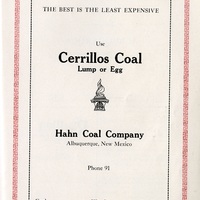 THE BEST IS THE LEAST EXPENSIVE
Use
Cerrillos Coal
Lump or Egg
Hahn Coal Company
Albuquerque, New Mexico
Phone 91